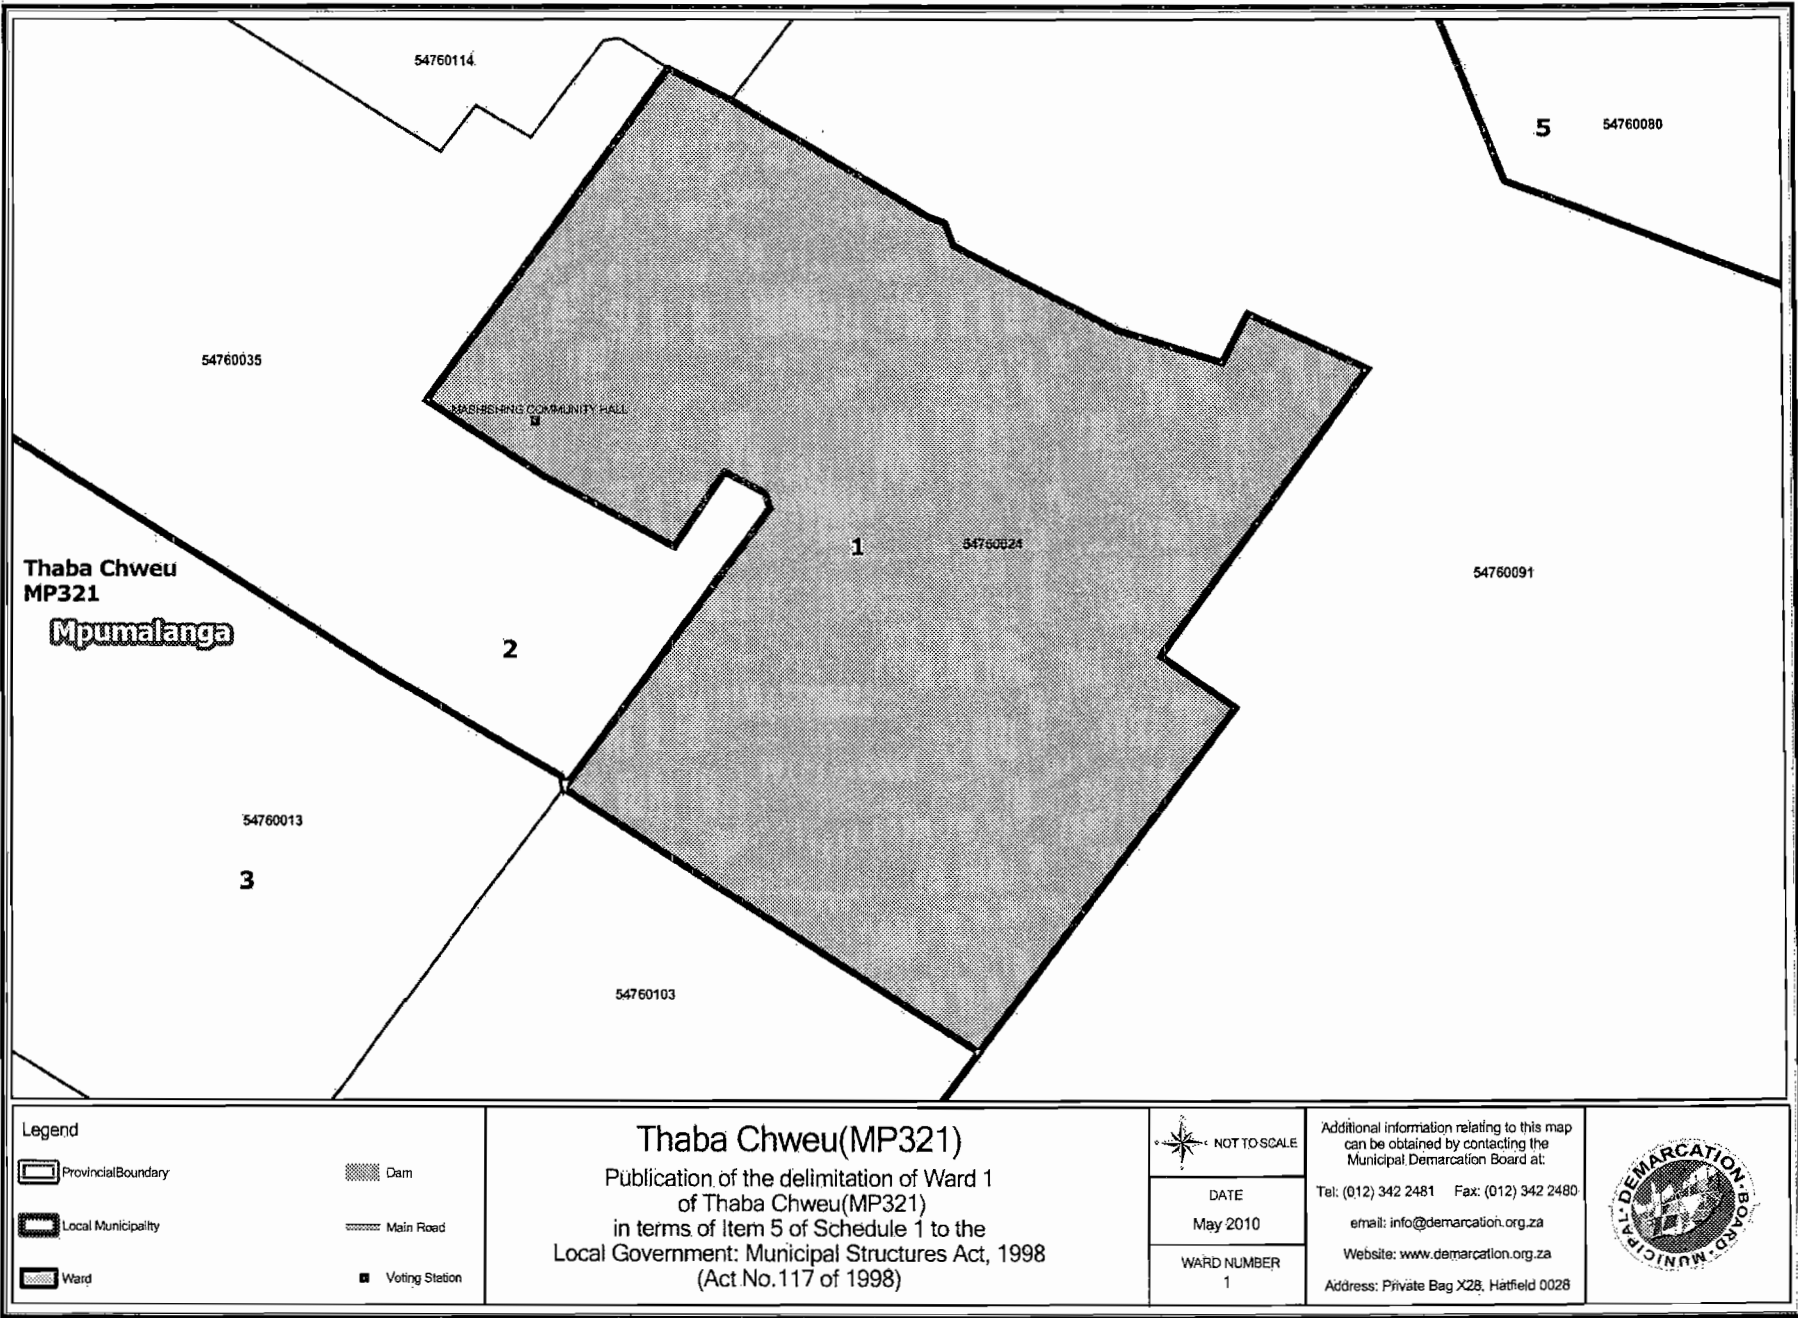 54760114
5
54760080
54760035
MASHISHING COMMUNITY HALL
1
54760024
54760091
Thaba Chweu
MP321
Mpumalanga
2
54760013
3
54760103
Legend
Provincial Boundary
Local Municipality
Ward
Dam
Main Road
Voting Station
Thaba Chweu(MP321)
Publication of the delimitation of Ward 1
of Thaba Chweu(MP321)
in terms of Item 5 of Schedule 1 to the
Local Government: Municipal Structures Act, 1998
(Act No.117 of 1998)
NOT TO SCALE
DATE
May 2010
WARD NUMBER
1
Additional information relating to this map
can be obtained by contacting the
Municipal Demarcation Board at:
Tel: (012) 342 2481 Fax: (012) 342 2480
email: info@demarcation.org.za
Website: www.demarcation.org.za
Address: Private Bag X28, Hatfield 0028
MUNICIPAL • DEMARCATION • BOARD •